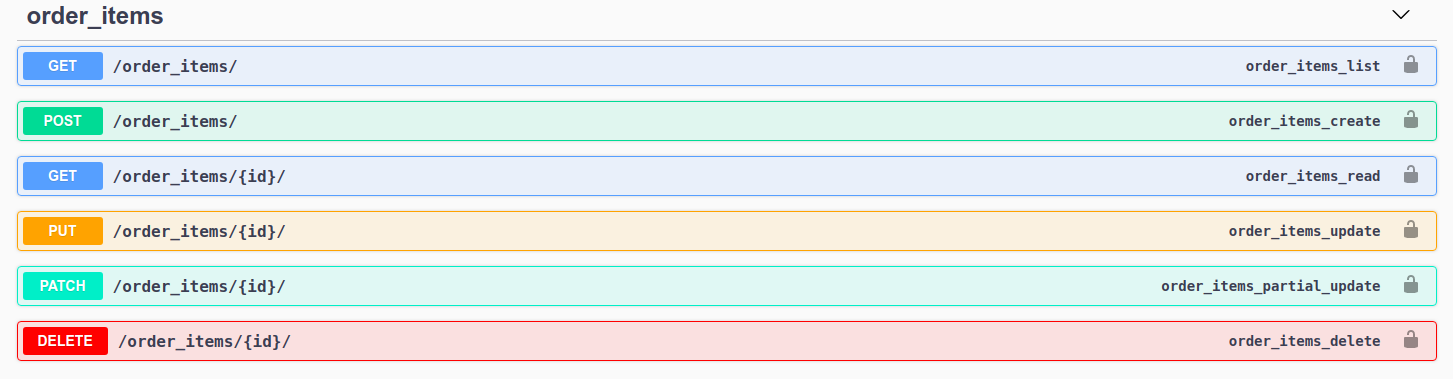 order_items
GET /order_items/ order_items_list
POST /order_items/ order_items_create
GET /order_items/{id}/ order_items_read
PUT /order_items/{id}/ order_items_update
PATCH /order_items/{id}/ order_items_partial_update
DELETE /order_items/{id}/ order_items_delete